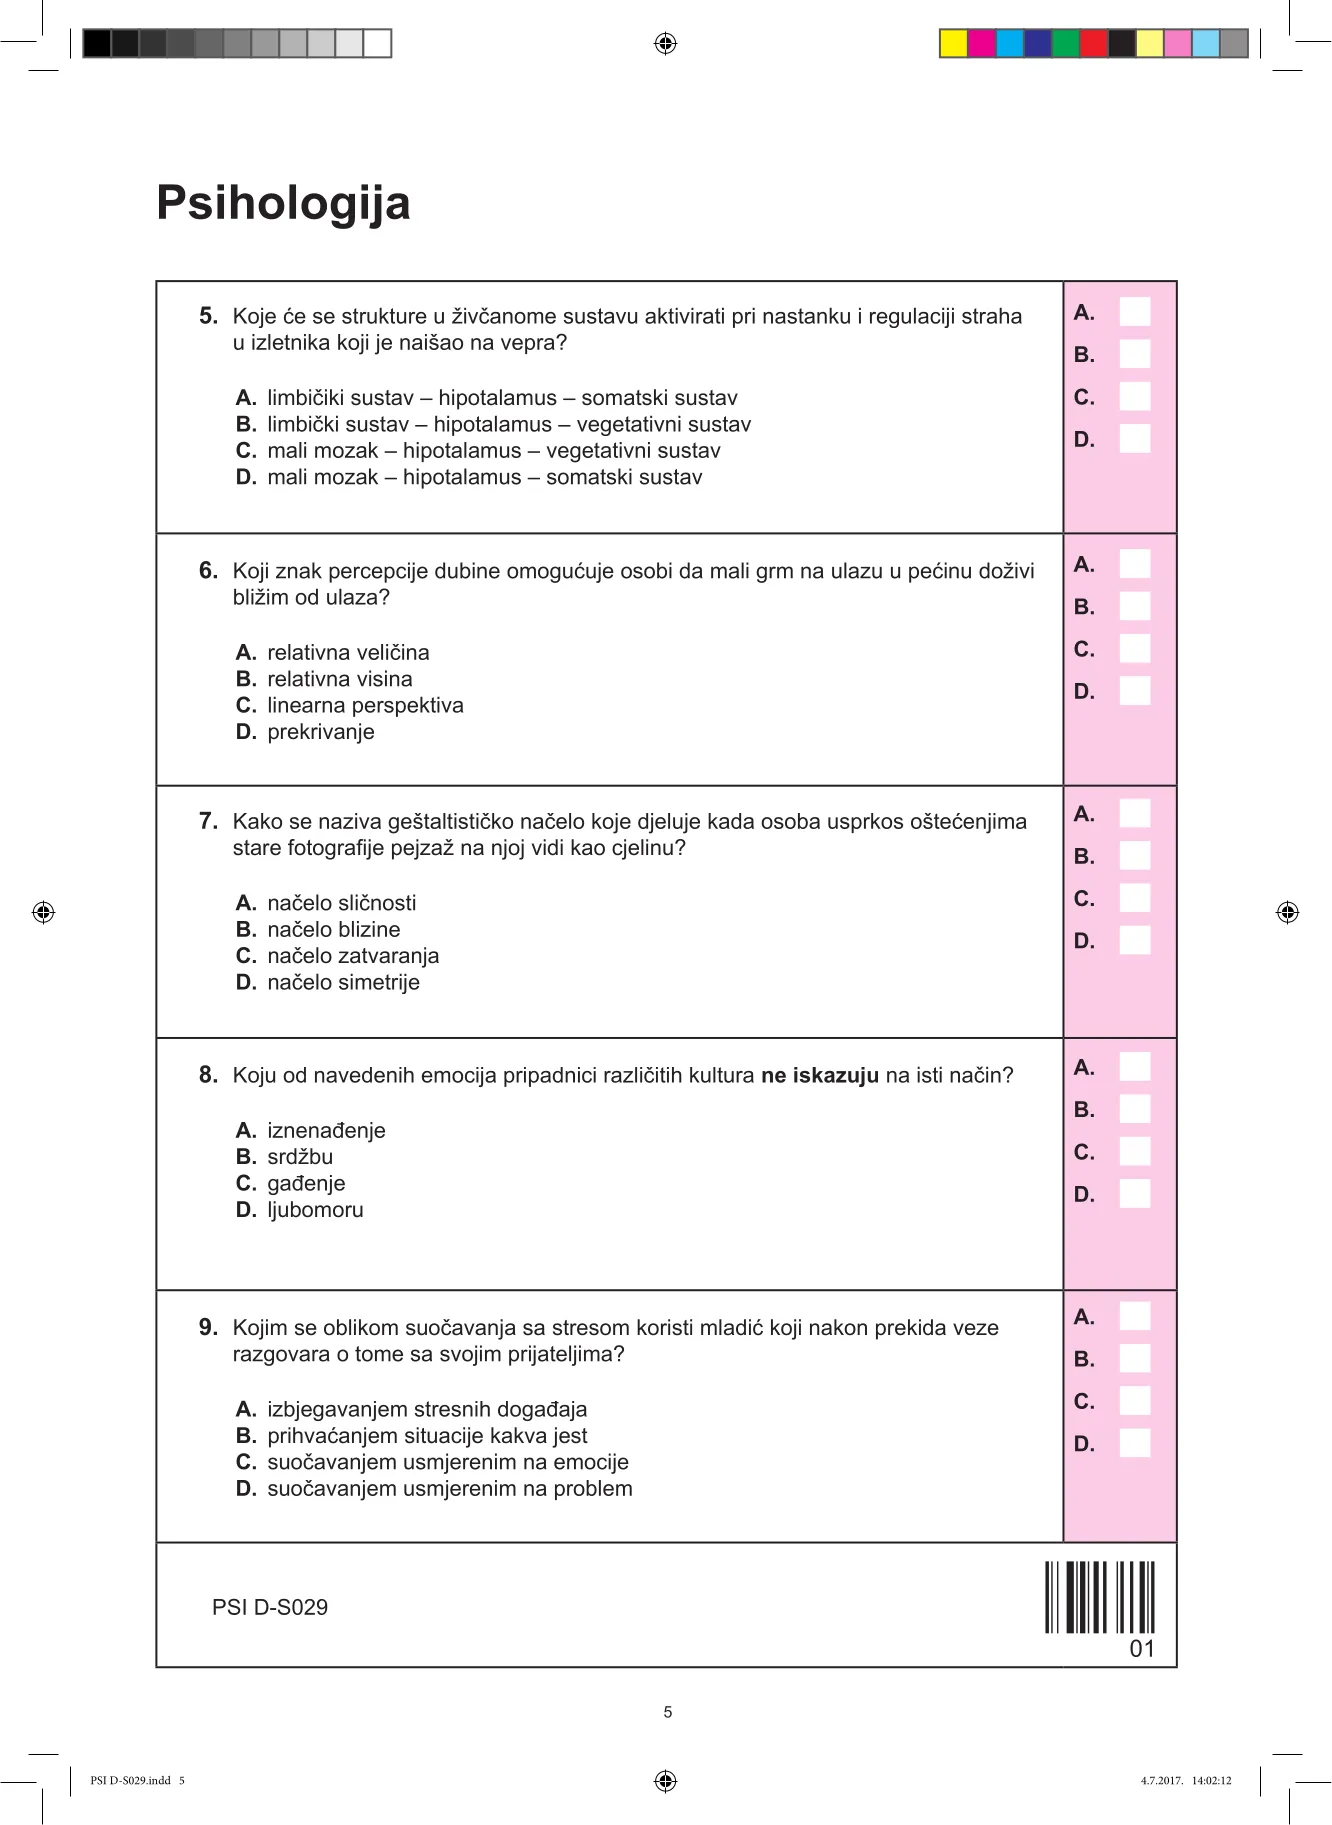 Psihologija
5. Koje će se strukture u živčanome sustavu aktivirati pri nastanku i regulaciji straha
u izletnika koji je naišao na vepra?
A. limbičiki sustav – hipotalamus – somatski sustav
B. limbički sustav – hipotalamus – vegetativni sustav
C. mali mozak – hipotalamus – vegetativni sustav
D. mali mozak – hipotalamus – somatski sustav
A.
B.
C.
D.
6. Koji znak percepcije dubine omogućuje osobi da mali grm na ulazu u pećinu doživi
bližim od ulaza?
A. relativna veličina
B. relativna visina
C. linearna perspektiva
D. prekrivanje
A.
B.
C.
D.
7. Kako se naziva geštaltističko načelo koje djeluje kada osoba usprkos oštećenjima
stare fotografije pejzaž na njoj vidi kao cjelinu?
A. načelo sličnosti
B. načelo blizine
C. načelo zatvaranja
D. načelo simetrije
A.
B.
C.
D.
8. Koju od navedenih emocija pripadnici različitih kultura ne iskazuju na isti način?
A. iznenađenje
B. srdžbu
C. gađenje
D. ljubomoru
A.
B.
C.
D.
9. Kojim se oblikom suočavanja sa stresom koristi mladić koji nakon prekida veze
razgovara o tome sa svojim prijateljima?
A. izbjegavanjem stresnih događaja
B. prihvaćanjem situacije kakva jest
C. suočavanjem usmjerenim na emocije
D. suočavanjem usmjerenim na problem
A.
B.
C.
D.
PSI D-S029
01
5
PSI D-S029.indd 5
4.7.2017. 14:02:12